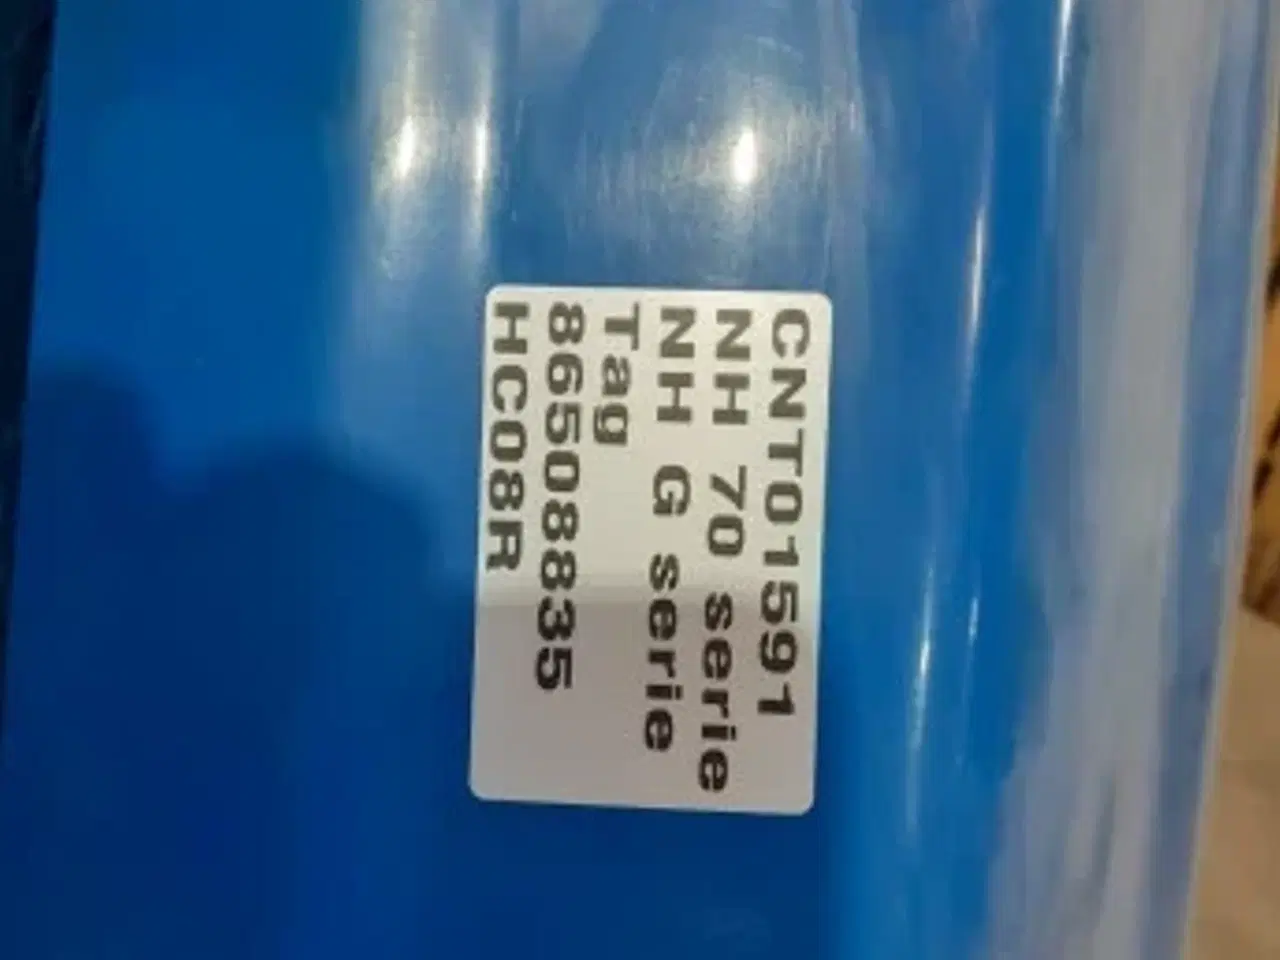 CNT01591
NH 70 serie
NH G serie
Tag
86508835
HC08R